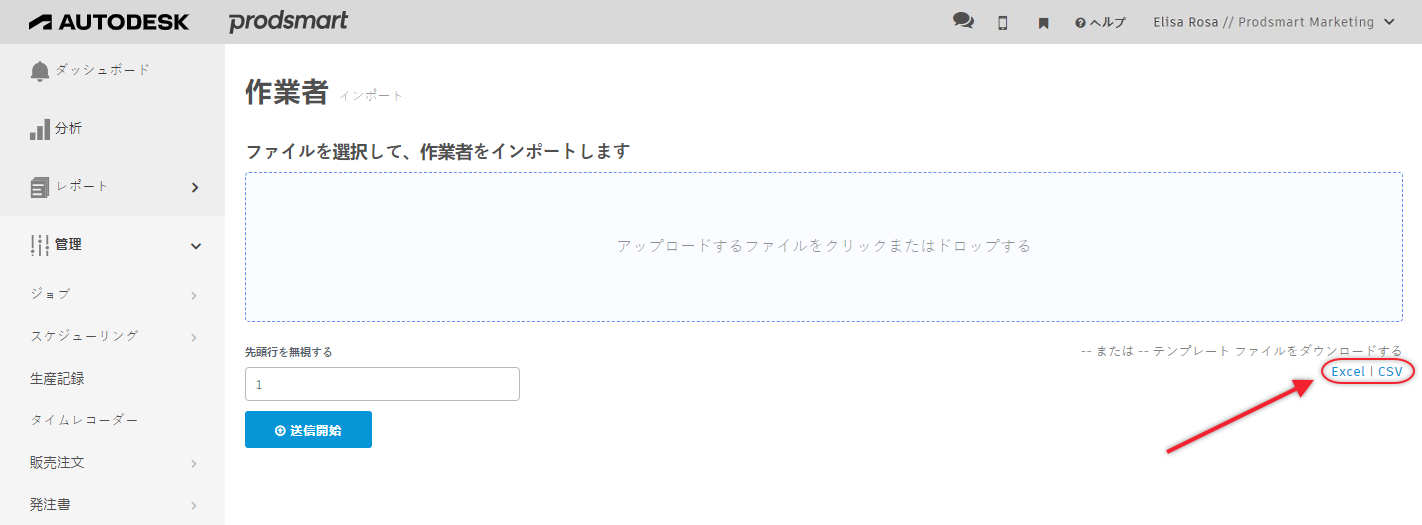 AUTODESK prodsmart ヘルプ Elisa Rosa // Prodsmart Marketing
ダッシュボード
分析
レポート
管理
ジョブ
スケジューリング
生産記録
タイムレコーダー
販売注文
発注書
作業者 インポート
ファイルを選択して、作業者をインポートします
アップロードするファイルをクリックまたはドロップする
先頭行を無視する
1
送信開始
-- または -- テンプレート ファイルをダウンロードする
Excel | CSV